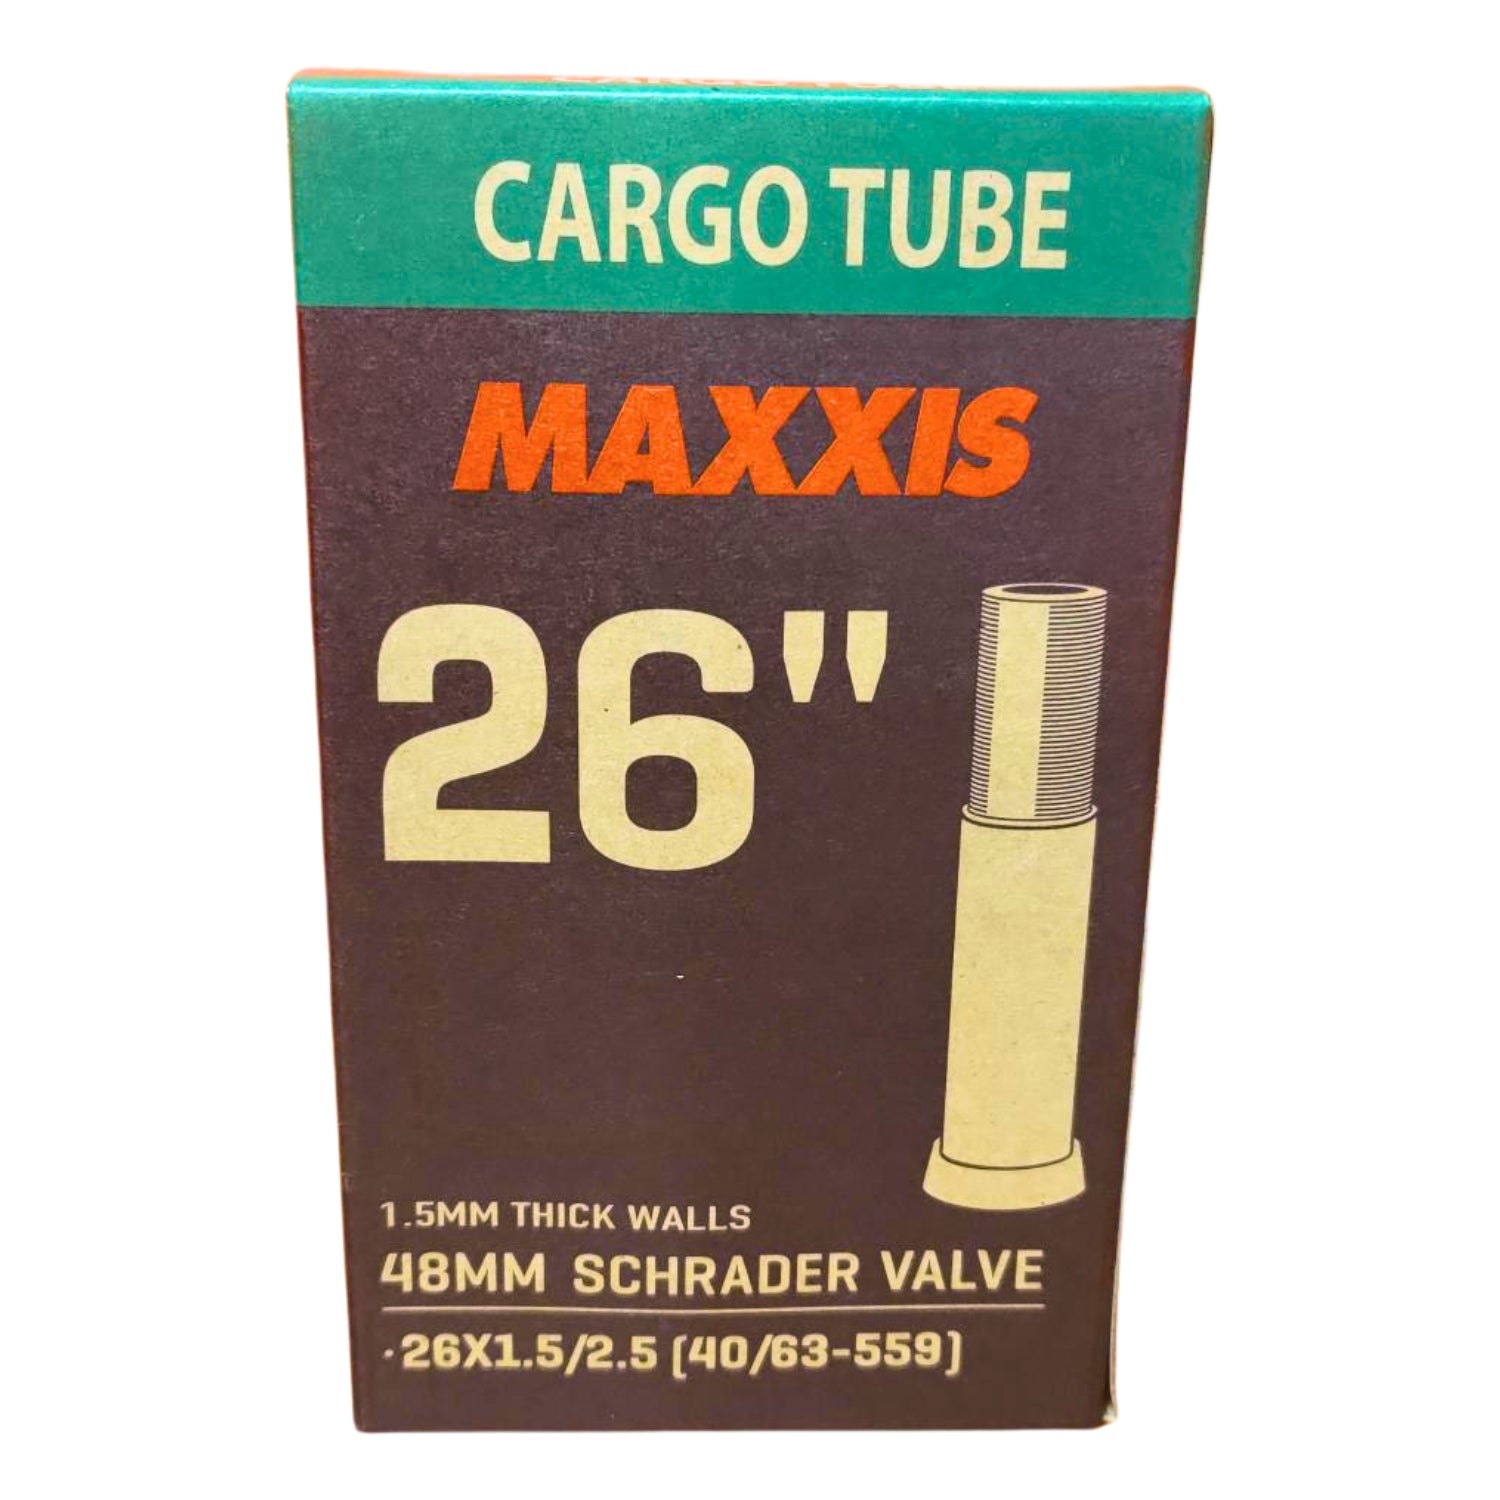 CARGO TUBE
MAXXIS
26"
1.5MM THICK WALLS
48MM SCHRADER VALVE
·26X1.5/2.5 (40/63-559)